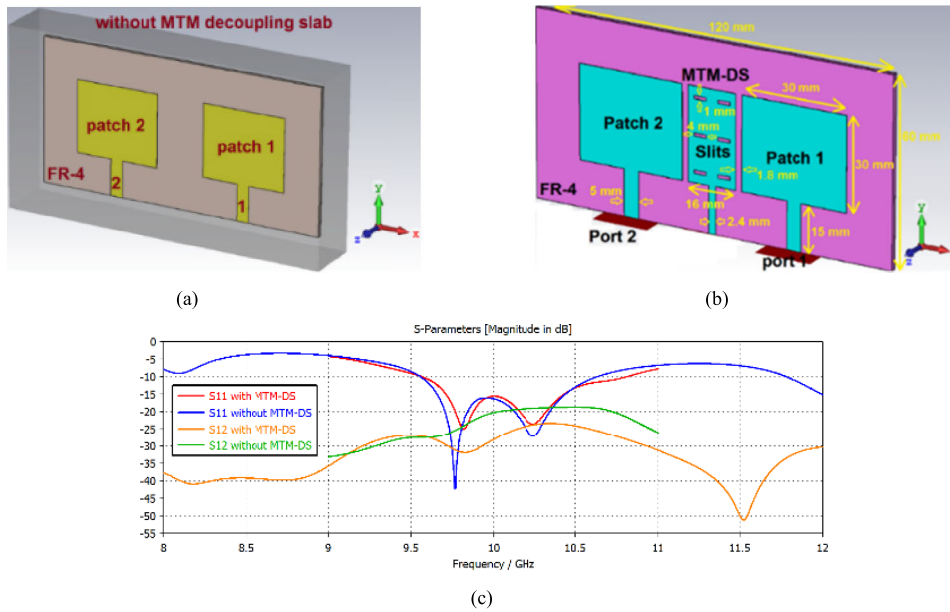 without MTM decoupling slab
patch 2
patch 1
FR-4
2
1
y
x
z
(a)
120 mm
MTM-DS
30 mm
1 mm
Patch 2
4 mm
Slits
Patch 1
60 mm
30 mm
1.8 mm
FR-4
5 mm
16 mm
2.4 mm
15 mm
Port 2
port 1
y
x
z
(b)
S-Parameters [Magnitude in dB]
0
-5
-10
-15
-20
-25
-30
-35
-40
-45
-50
-55
S11 with MTM-DS
S11 without MTM-DS
S12 with MTM-DS
S12 without MTM-DS
8 8.5 9 9.5 10 10.5 11 11.5 12
Frequency / GHz
(c)